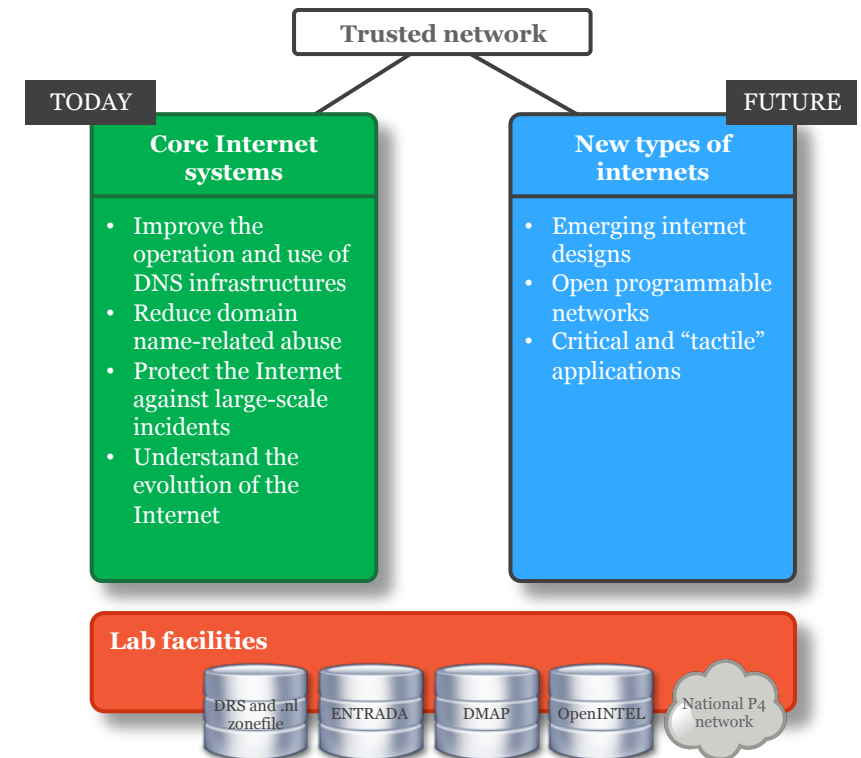 Trusted network
TODAY
FUTURE
Core Internet
systems
• Improve the
operation and use of
DNS infrastructures
• Reduce domain
name-related abuse
• Protect the Internet
against large-scale
incidents
• Understand the
evolution of the
Internet
New types of
internets
• Emerging internet
designs
• Open programmable
networks
• Critical and “tactile”
applications
Lab facilities
DRS and .nl
zonefile
ENTRADA
DMAP
OpenINTEL
National P4
network